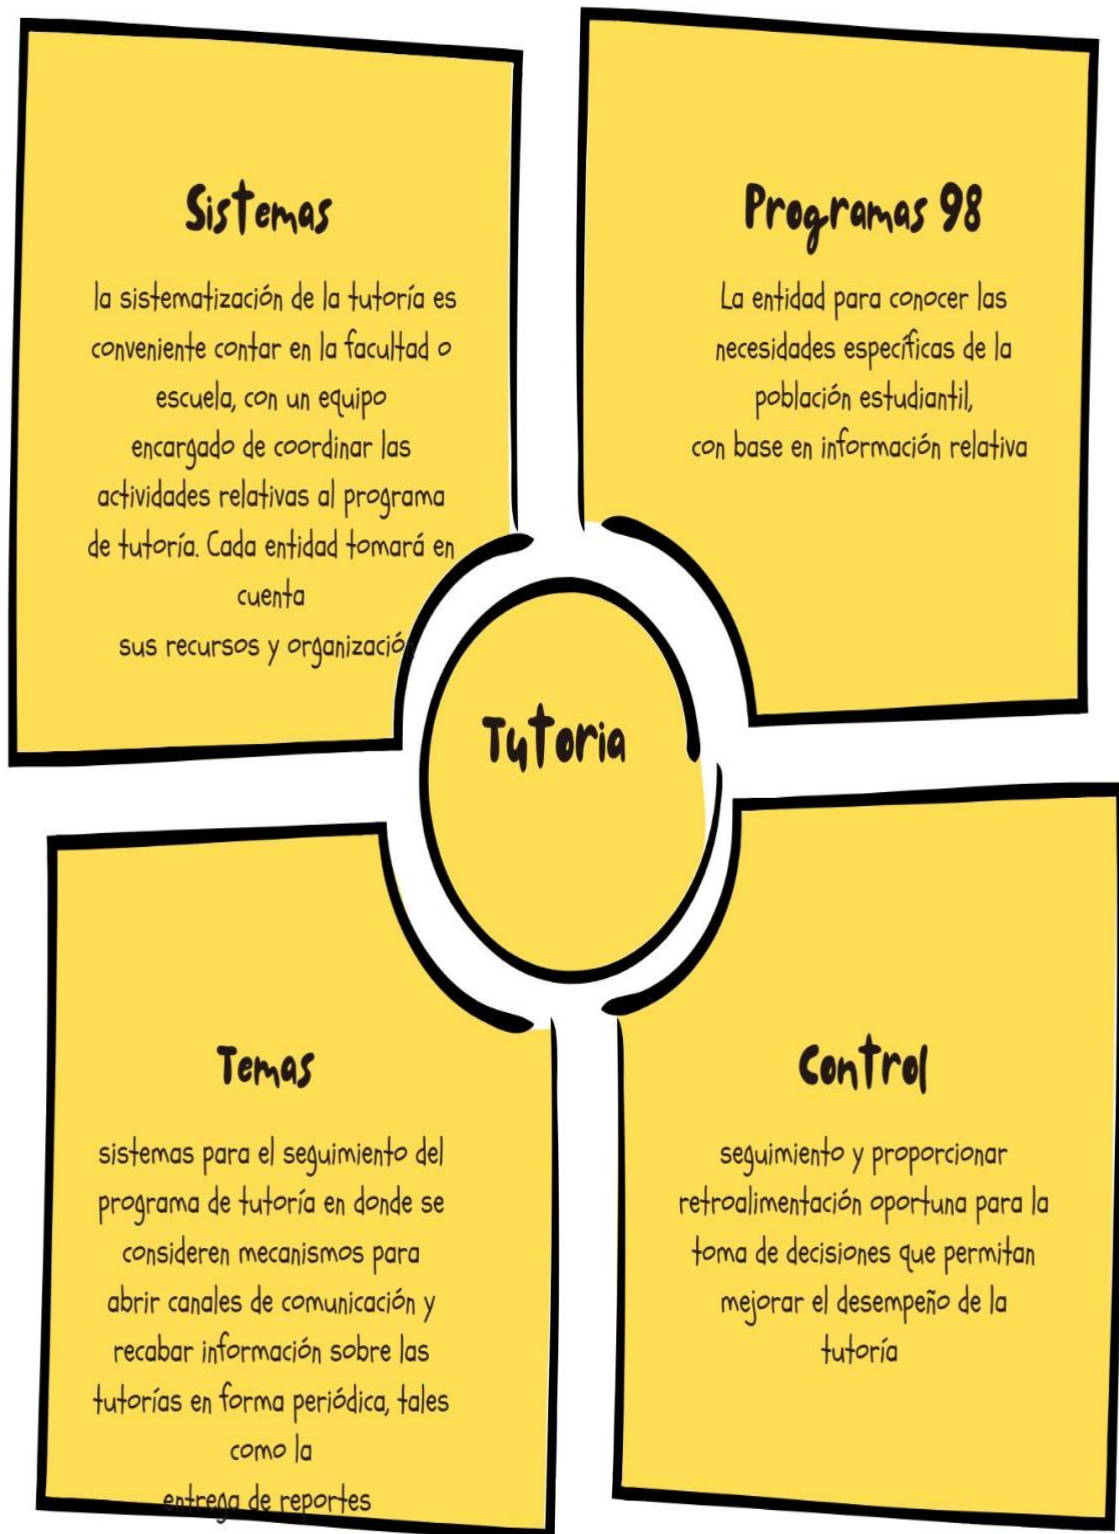 Sistemas
la sistematización de la tutoría es
conveniente contar en la facultad o
escuela, con un equipo
encargado de coordinar las
actividades relativas al programa
de tutoría. Cada entidad tomará en
cuenta
sus recursos y organización
Programas 98
La entidad para conocer las
necesidades específicas de la
población estudiantil,
con base en información relativa
Tutoria
Temas
sistemas para el seguimiento del
programa de tutoría en donde se
consideren mecanismos para
abrir canales de comunicación y
recabar información sobre las
tutorías en forma periódica, tales
como la
entrega de reportes
Control
seguimiento y proporcionar
retroalimentación oportuna para la
toma de decisiones que permitan
mejorar el desempeño de la
tutoría